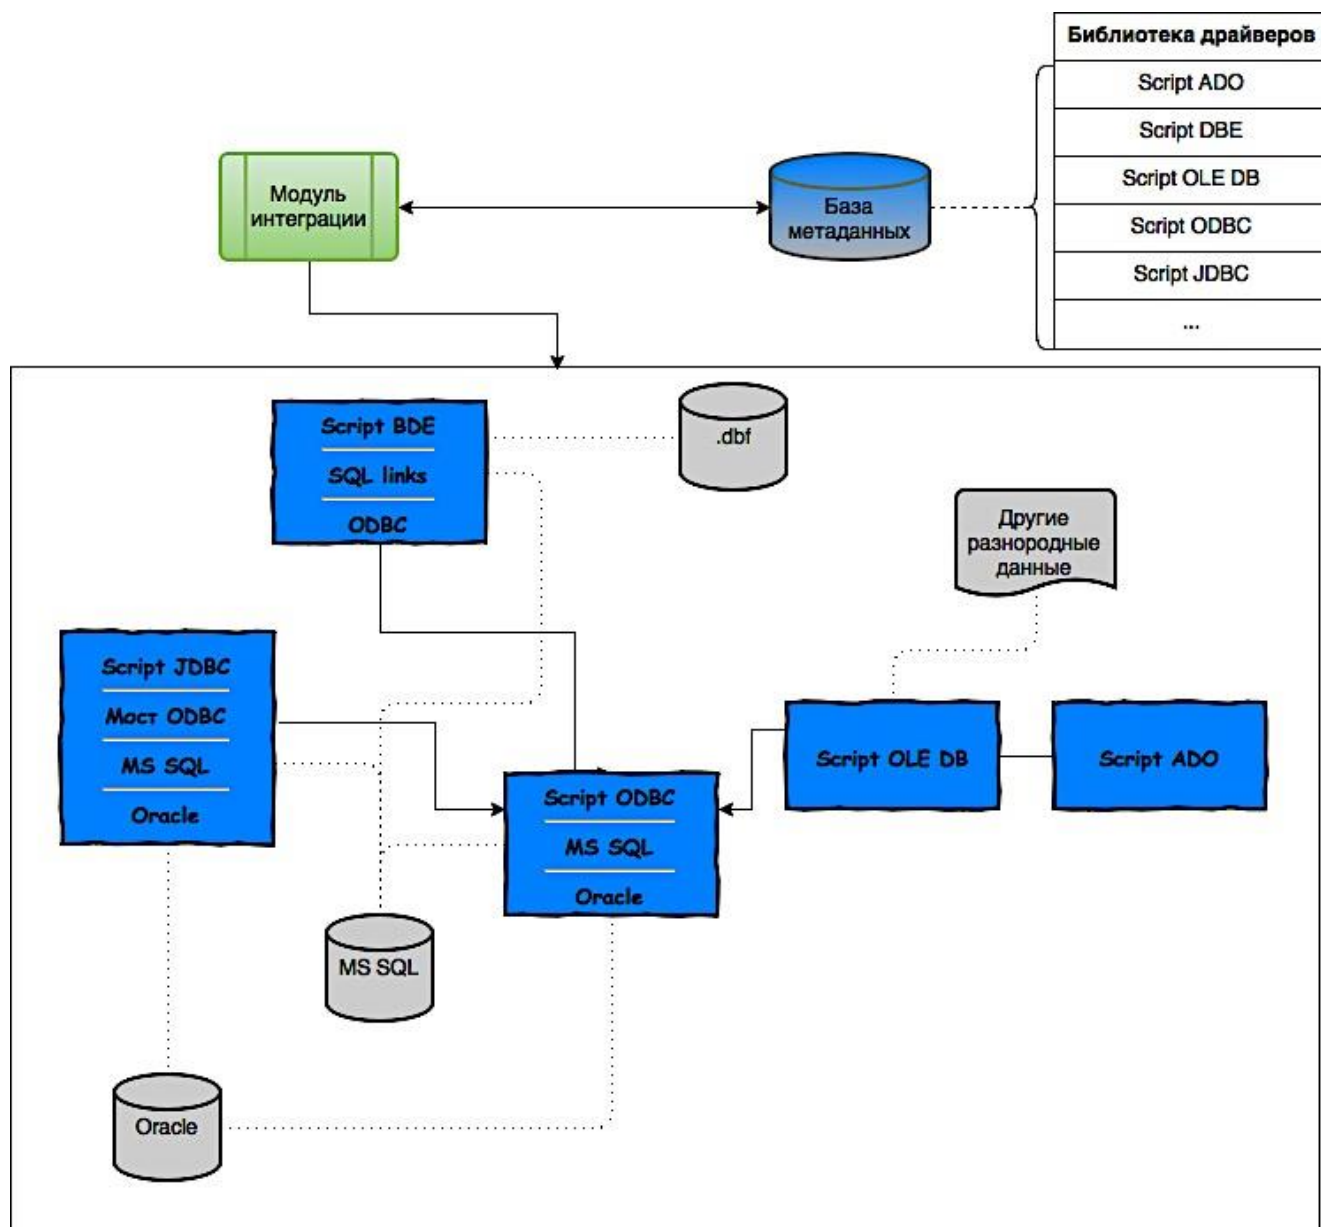 Библиотека драйверов
Script ADO
Script DBE
Script OLE DB
Script ODBC
Script JDBC
...
Модуль
интеграции
База
метаданных
Script BDE
SQL links
ODBC
.dbf
Другие
разнородные
данные
Script JDBC
Мост ODBC
MS SQL
Oracle
Script OLE DB
Script ADO
Script ODBC
MS SQL
Oracle
MS SQL
Oracle